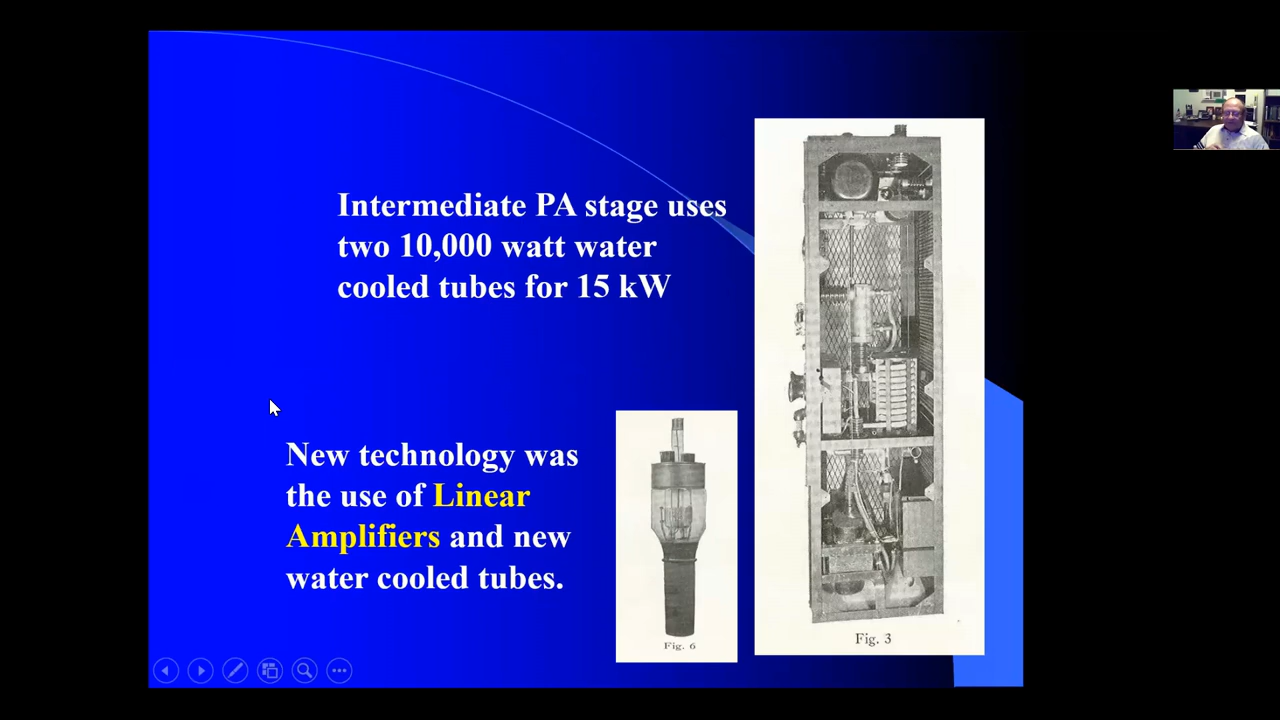 Intermediate PA stage uses
two 10,000 watt water
cooled tubes for 15 kW
New technology was
the use of Linear
Amplifiers and new
water cooled tubes.
Fig. 6
Fig. 3